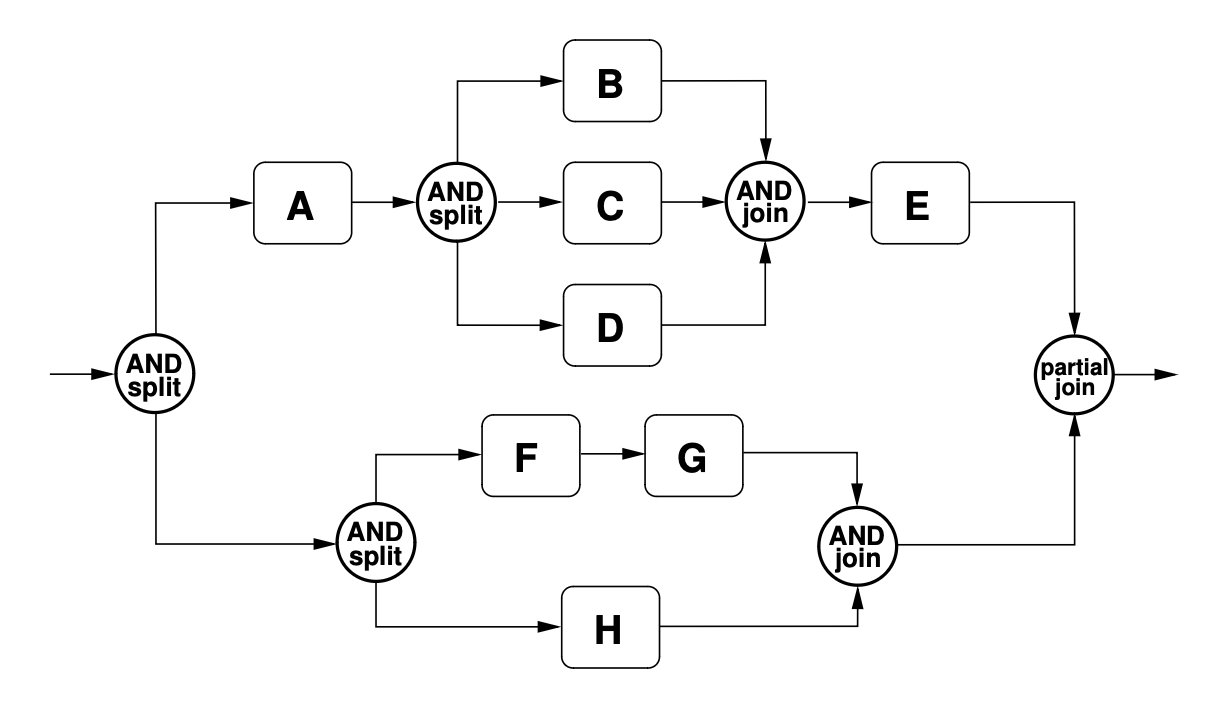 B
A
AND
split
C
AND
join
E
D
AND
split
partial
join
F
G
AND
split
AND
join
H